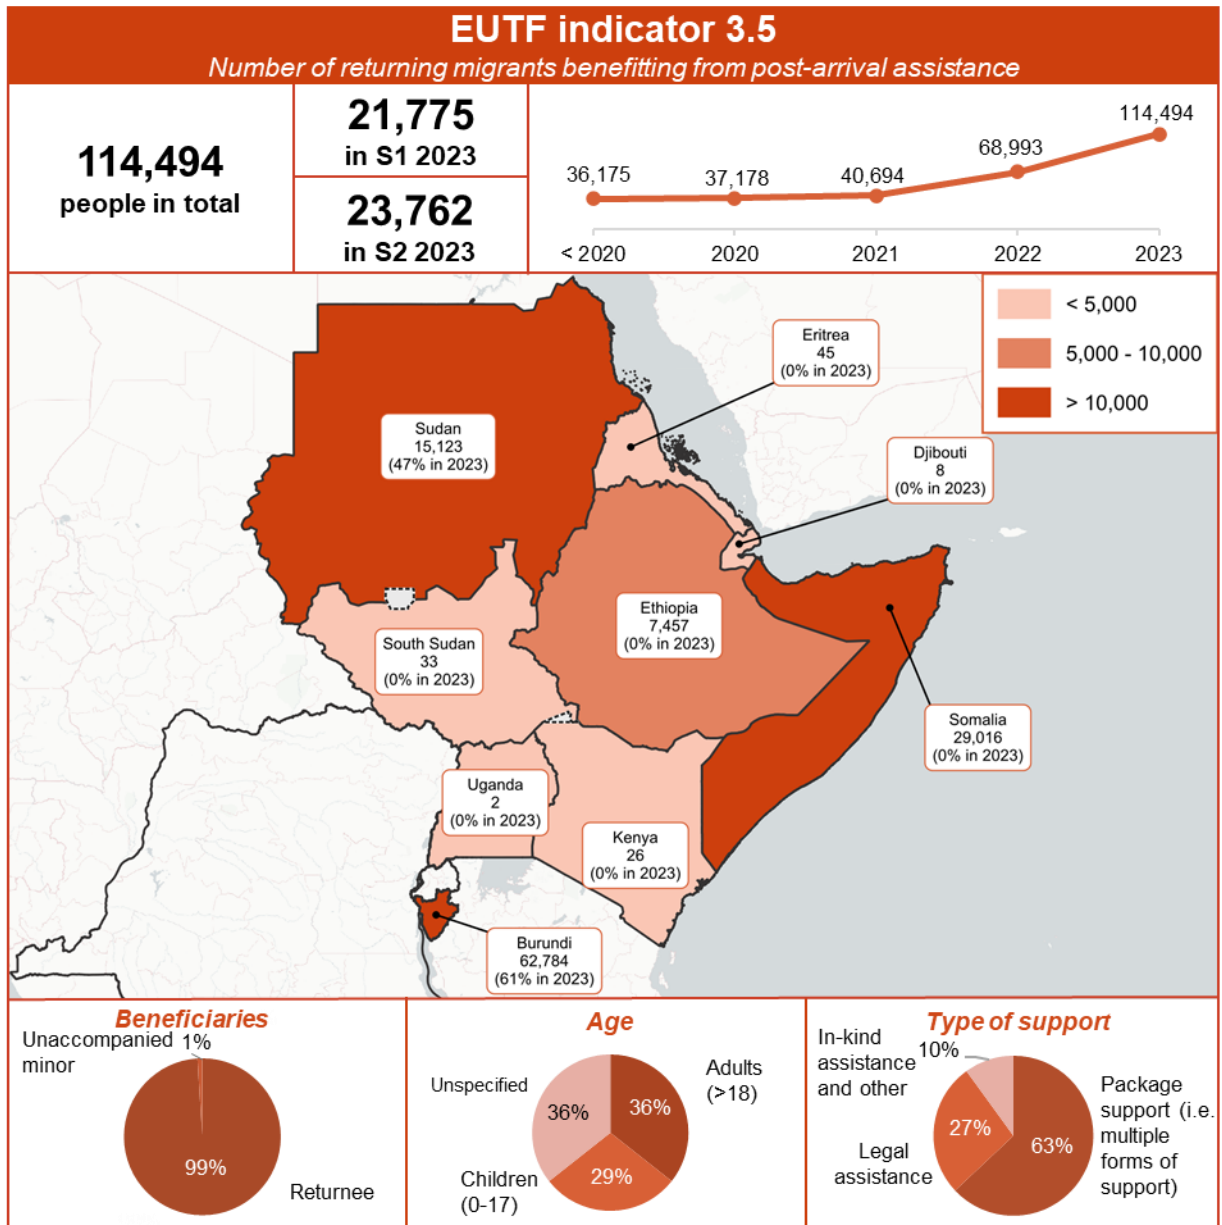 EUTF indicator 3.5
Number of returning migrants benefitting from post-arrival assistance
114,494
people in total
21,775
in S1 2023
23,762
in S2 2023
36,175
37,178
40,694
68,993
114,494
< 2020
2020
2021
2022
2023
< 5,000
5,000 - 10,000
> 10,000
Eritrea
45
(0% in 2023)
Sudan
15,123
(47% in 2023)
Djibouti
8
(0% in 2023)
Ethiopia
7,457
(0% in 2023)
South Sudan
33
(0% in 2023)
Somalia
29,016
(0% in 2023)
Uganda
2
(0% in 2023)
Kenya
26
(0% in 2023)
Burundi
62,784
(61% in 2023)
Beneficiaries
Unaccompanied
minor
1%
99%
Returnee
Age
Unspecified
36%
36%
Adults
(>18)
Children
(0-17)
29%
Type of support
In-kind
assistance
and other
10%
27%
Legal
assistance
63%
Package
support (i.e.
multiple
forms of
support)